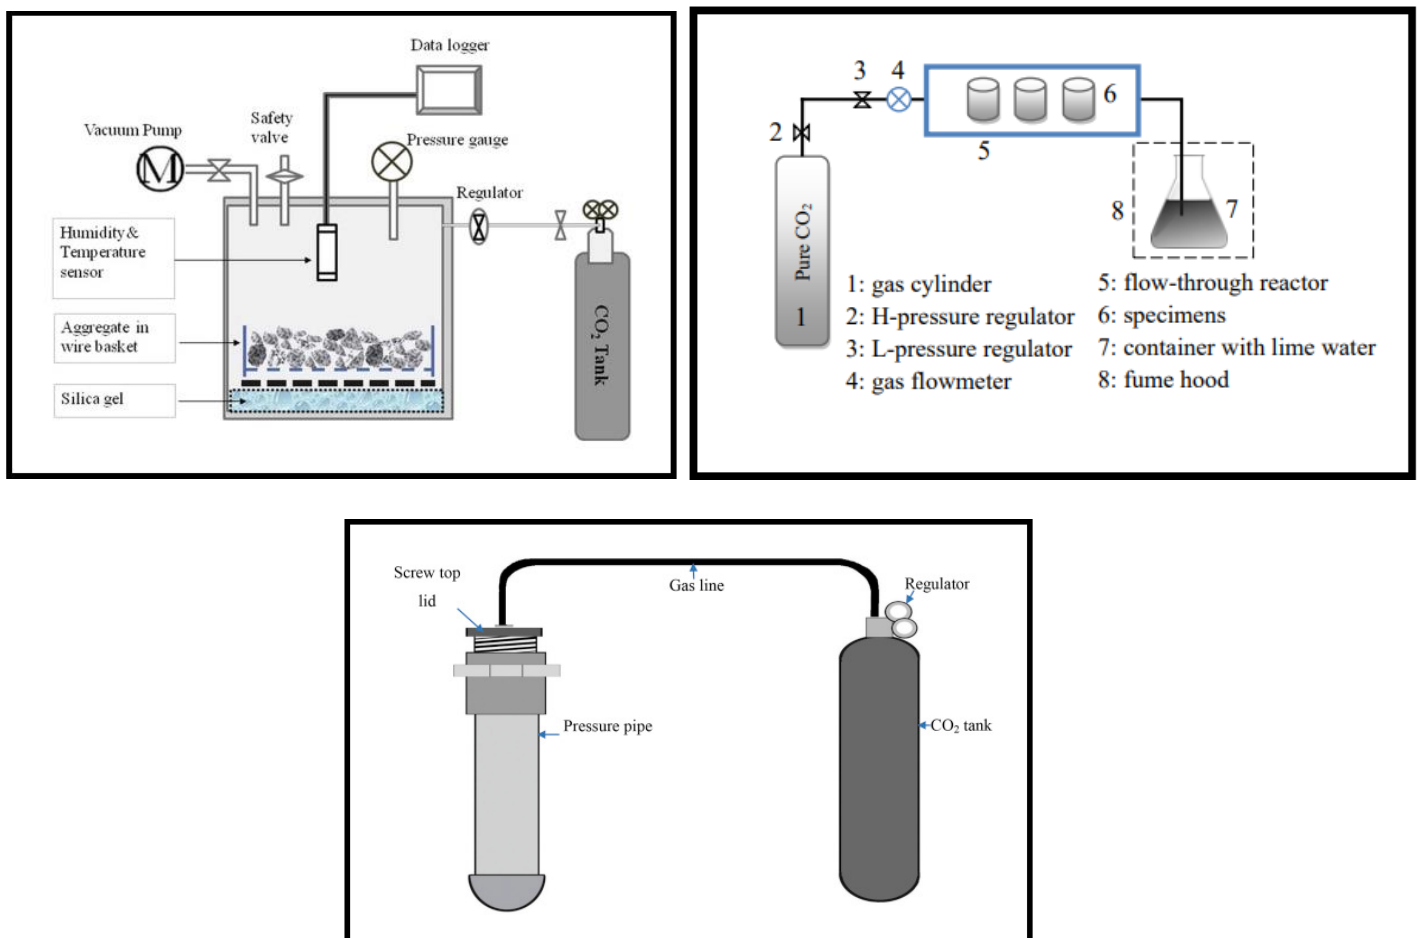 Data logger
Safety
valve
Vacuum Pump
M
Pressure gauge
Regulator
Humidity &
Temperature
sensor
Aggregate in
wire basket
Silica gel
CO₂ Tank
3
4
6
2
5
Pure CO₂
1
8
7
1: gas cylinder
2: H-pressure regulator
3: L-pressure regulator
4: gas flowmeter
5: flow-through reactor
6: specimens
7: container with lime water
8: fume hood
Screw top
lid
Gas line
Regulator
Pressure pipe
CO₂ tank